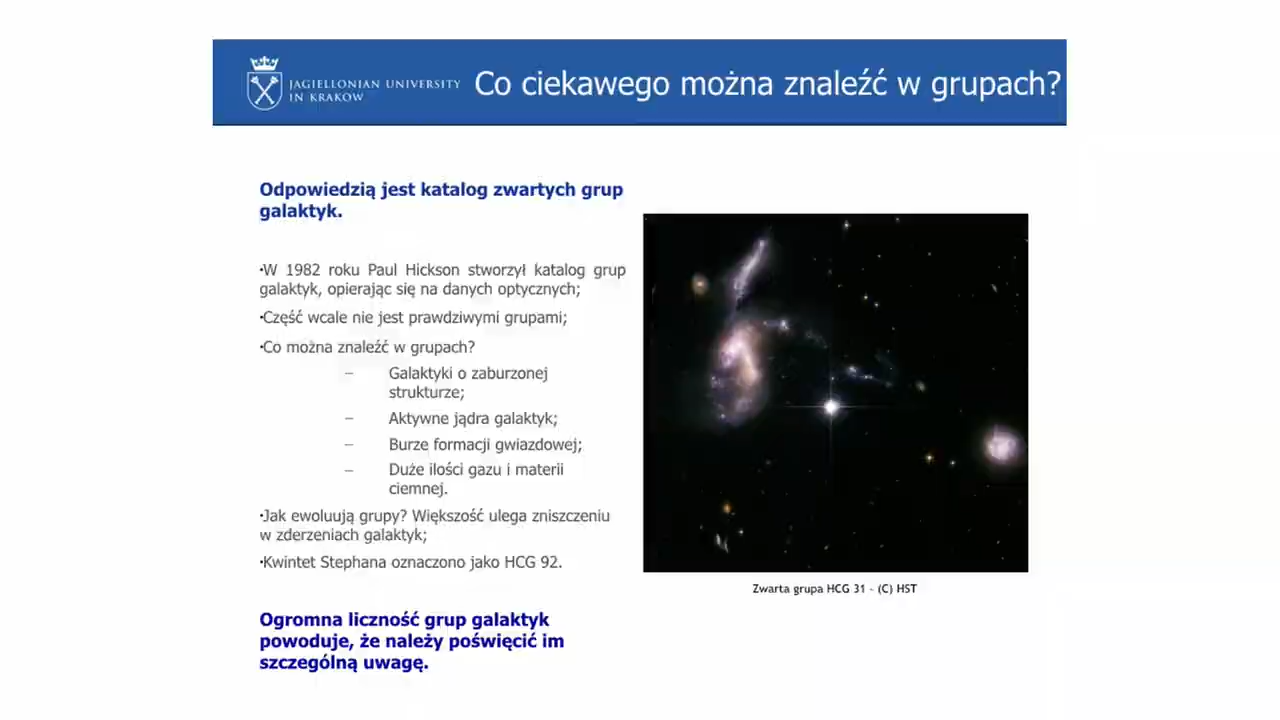 JAGIELLONIAN UNIVERSITY
IN KRAKOW
Co ciekawego można znaleźć w grupach?
Odpowiedzią jest katalog zwartych grup
galaktyk.
•W 1982 roku Paul Hickson stworzył katalog grup
galaktyk, opierając się na danych optycznych;
•Część wcale nie jest prawdziwymi grupami;
•Co można znaleźć w grupach?
– Galaktyki o zaburzonej
strukturze;
– Aktywne jądra galaktyk;
– Burze formacji gwiazdowej;
– Duże ilości gazu i materii
ciemnej.
•Jak ewoluują grupy? Większość ulega zniszczeniu
w zderzeniach galaktyk;
•Kwintet Stephana oznaczono jako HCG 92.
Ogromna liczność grup galaktyk
powoduje, że należy poświęcić im
szczególną uwagę.
Zwarta grupa HCG 31 - (C) HST